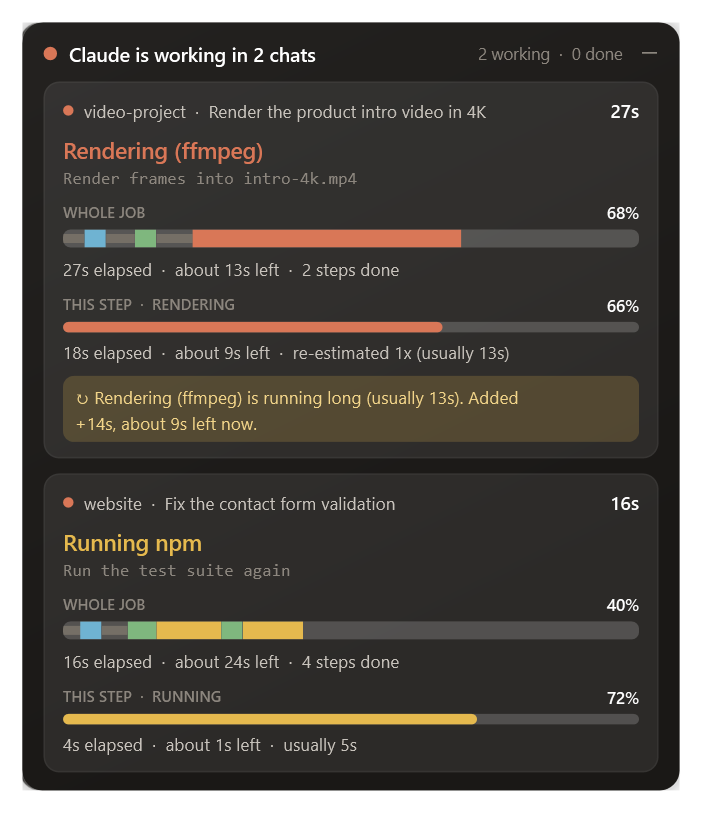 Claude is working in 2 chats
2 working · 0 done —
video-project · Render the product intro video in 4K
27s
Rendering (ffmpeg)
Render frames into intro-4k.mp4
WHOLE JOB
68%
27s elapsed · about 13s left · 2 steps done
THIS STEP · RENDERING
66%
18s elapsed · about 9s left · re-estimated 1x (usually 13s)
↻ Rendering (ffmpeg) is running long (usually 13s). Added
+14s, about 9s left now.
website · Fix the contact form validation
16s
Running npm
Run the test suite again
WHOLE JOB
40%
16s elapsed · about 24s left · 4 steps done
THIS STEP · RUNNING
72%
4s elapsed · about 1s left · usually 5s